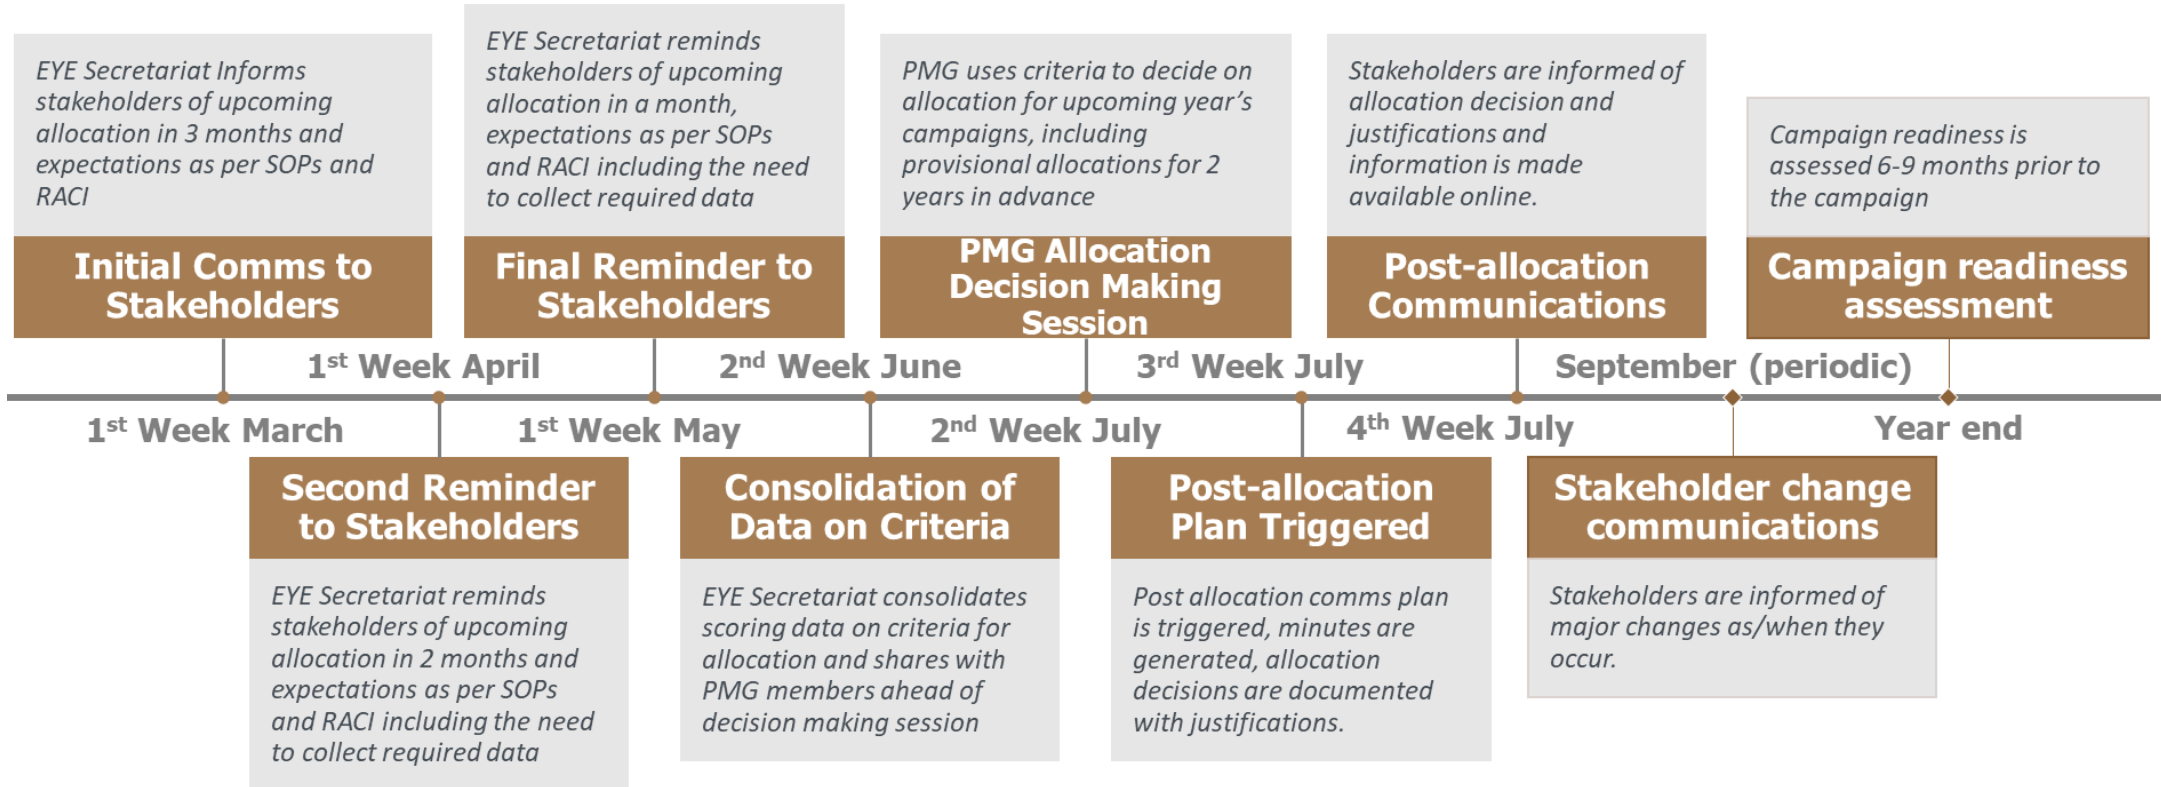 EYE Secretariat Informs
stakeholders of upcoming
allocation in 3 months and
expectations as per SOPs and
RACI
Initial Comms to
Stakeholders
1st Week March
1st Week April
Second Reminder
to Stakeholders
EYE Secretariat reminds
stakeholders of upcoming
allocation in 2 months and
expectations as per SOPs
and RACI including the need
to collect required data
EYE Secretariat reminds
stakeholders of upcoming
allocation in a month,
expectations as per SOPs
and RACI including the need
to collect required data
Final Reminder to
Stakeholders
1st Week May
2nd Week June
Consolidation of
Data on Criteria
EYE Secretariat consolidates
scoring data on criteria for
allocation and shares with
PMG members ahead of
decision making session
PMG uses criteria to decide on
allocation for upcoming year’s
campaigns, including
provisional allocations for 2
years in advance
PMG Allocation
Decision Making
Session
2nd Week July
3rd Week July
Post-allocation
Plan Triggered
Post allocation comms plan
is triggered, minutes are
generated, allocation
decisions are documented
with justifications.
Stakeholders are informed of
allocation decision and
justifications and
information is made
available online.
Post-allocation
Communications
4th Week July
September (periodic)
Stakeholder change
communications
Stakeholders are informed of
major changes as/when they
occur.
Campaign readiness is
assessed 6-9 months prior to
the campaign
Campaign readiness
assessment
Year end